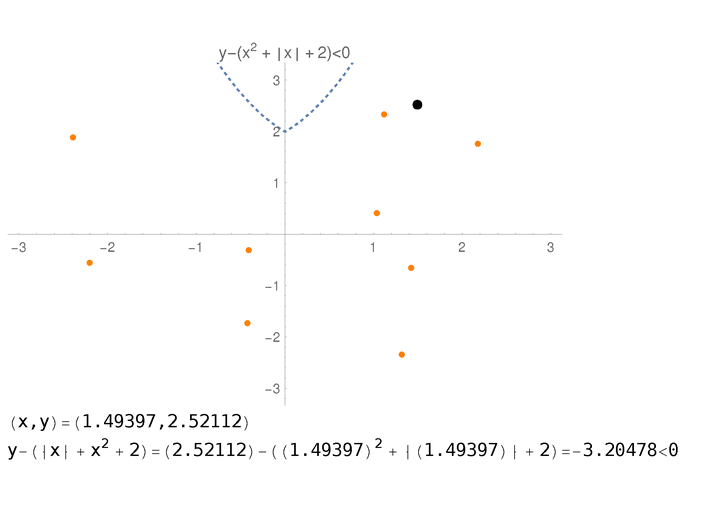 y−(x² + |x| + 2)<0
3
2
1
−3 −2 −1 1 2 3
−1
−2
−3
(x,y)=(1.49397,2.52112)
y−(|x| + x² + 2)=(2.52112)−((1.49397)² + |(1.49397)| + 2)=−3.20478<0